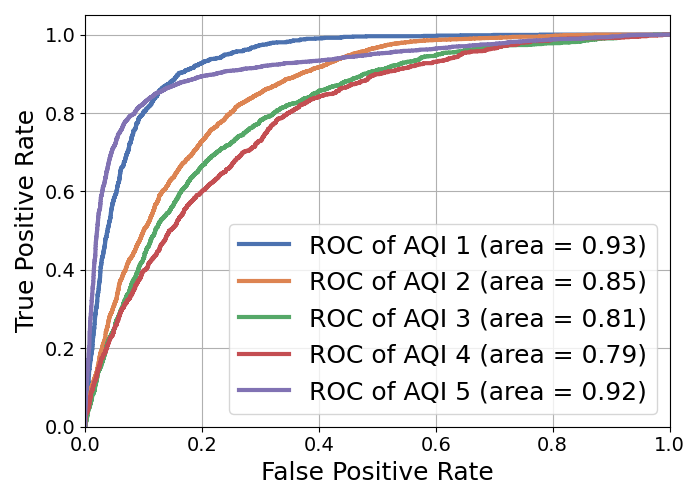 1.0
0.8
0.6
0.4
0.2
0.0
True Positive Rate
ROC of AQI 1 (area = 0.93)
ROC of AQI 2 (area = 0.85)
ROC of AQI 3 (area = 0.81)
ROC of AQI 4 (area = 0.79)
ROC of AQI 5 (area = 0.92)
0.0 0.2 0.4 0.6 0.8 1.0
False Positive Rate